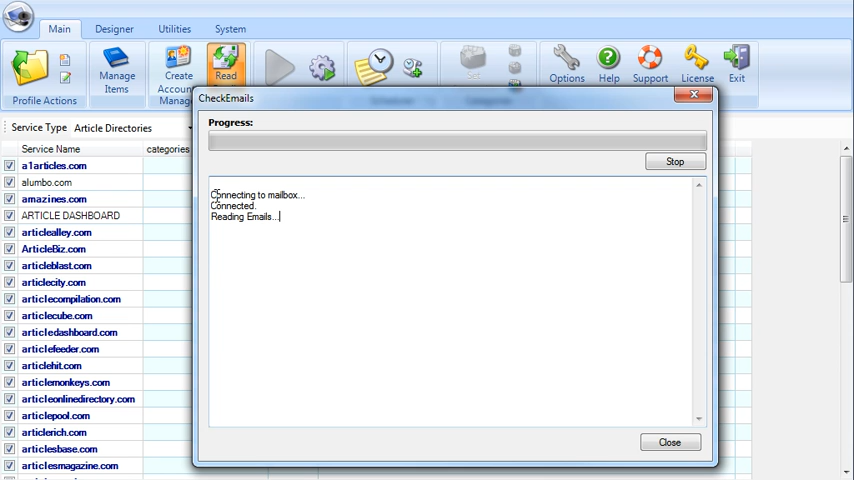 Main Designer Utilities System
Profile Actions
Manage
Items
Create
Accou
Manag
Read
Set
Options
Help
Support
License
Exit
CheckEmails
Progress:
Stop
Connecting to mailbox...
Connected.
Reading Emails...
Close
Service Type Article Directories
Service Name categories
a1articles.com
alumbo.com
amazines.com
ARTICLE DASHBOARD
articlealley.com
ArticleBiz.com
articleblast.com
articlecity.com
articlecompilation.com
articlecube.com
articledashboard.com
articlefeeder.com
articlehit.com
articlemonkeys.com
articleonlinedirectory.com
articlepool.com
articlerich.com
articlesbase.com
articlesmagazine.com